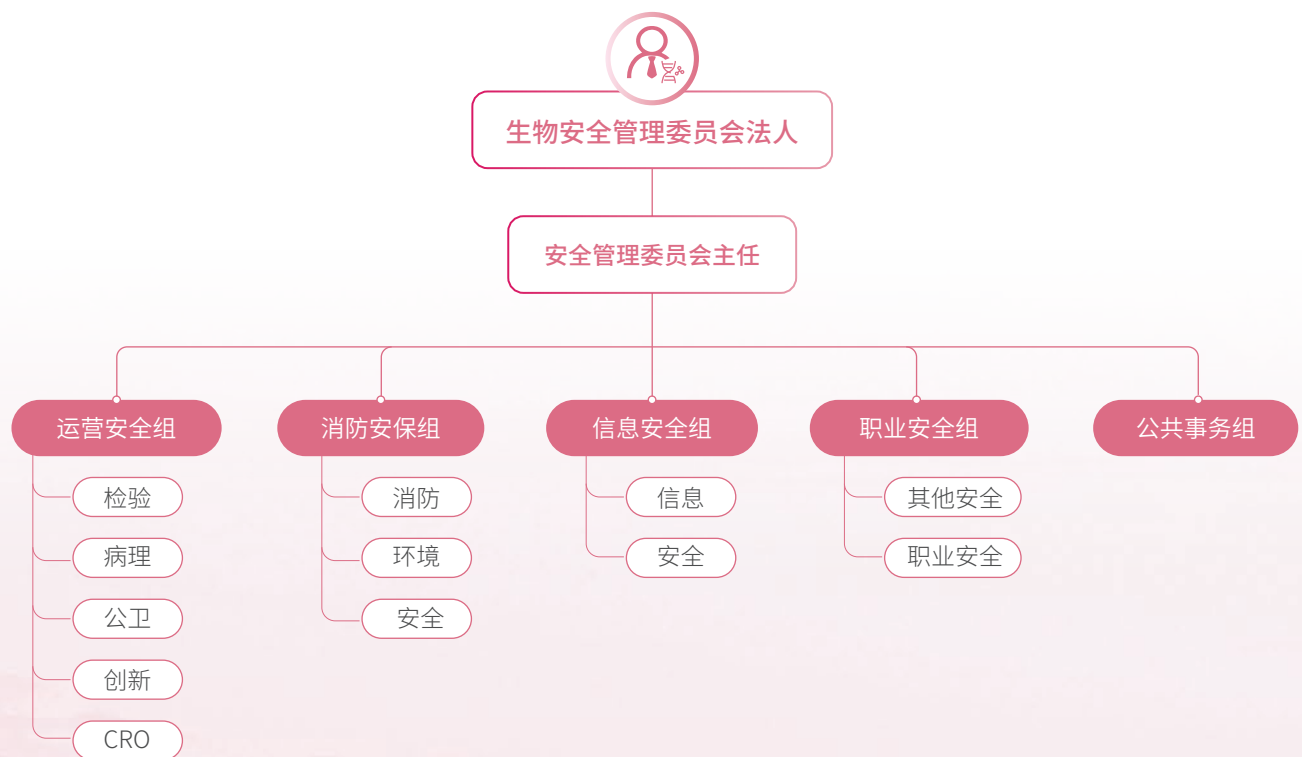 生物安全管理委员会法人
安全管理委员会主任
运营安全组
检验
病理
公卫
创新
CRO
消防安保组
消防
环境
安全
信息安全组
信息
安全
职业安全组
其他安全
职业安全
公共事务组